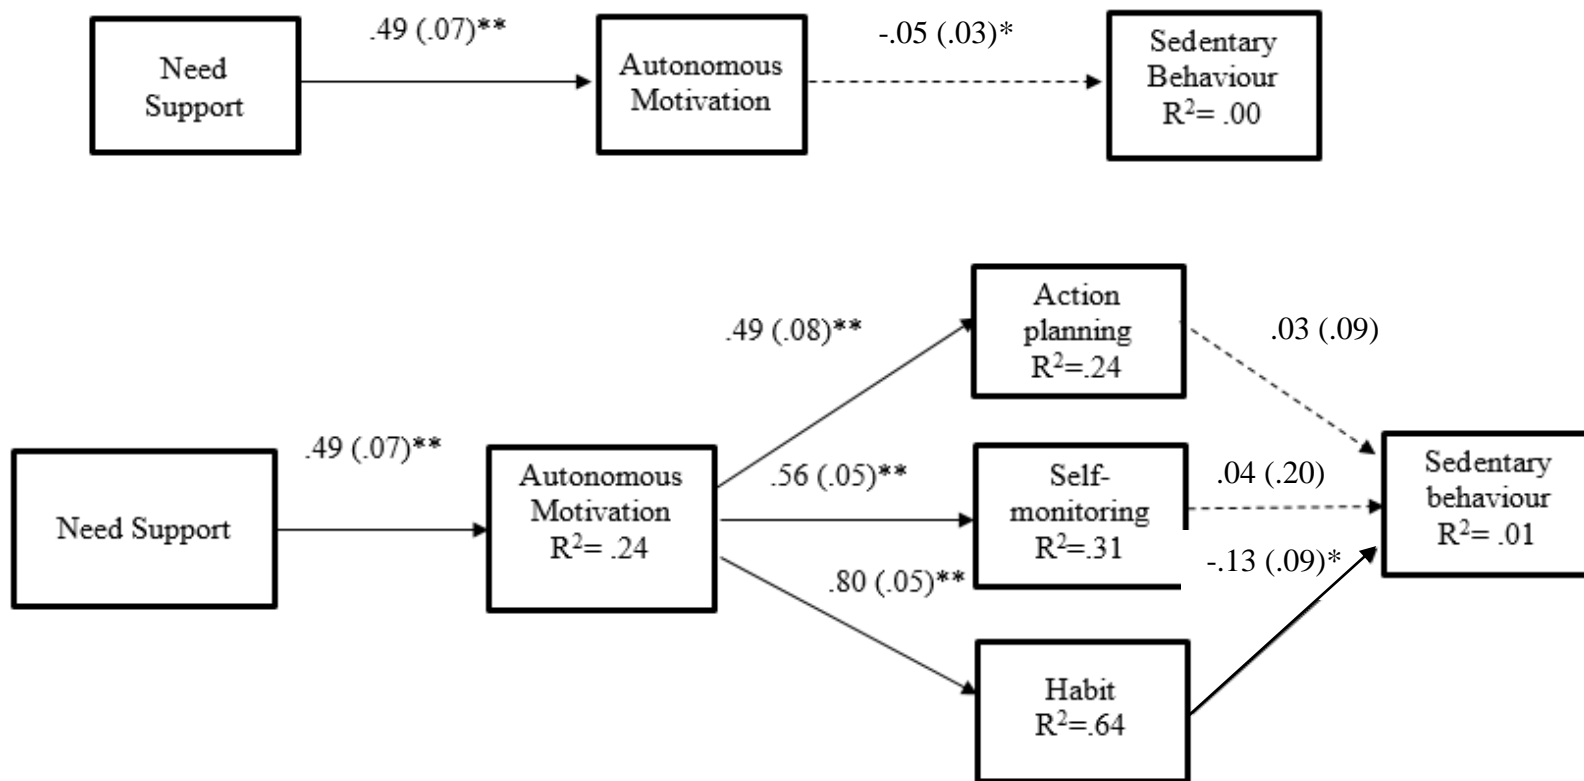 .49 (.07)**
-.05 (.03)*
Need
Support
Autonomous
Motivation
Sedentary
Behaviour
R²= .00
.49 (.08)**
Action
planning
R²=.24
.03 (.09)
.49 (.07)**
Need Support
Autonomous
Motivation
R²= .24
.56 (.05)**
Self-
monitoring
R²=.31
.04 (.20)
Sedentary
behaviour
R²= .01
.80 (.05)**
-.13 (.09)*
Habit
R²=.64